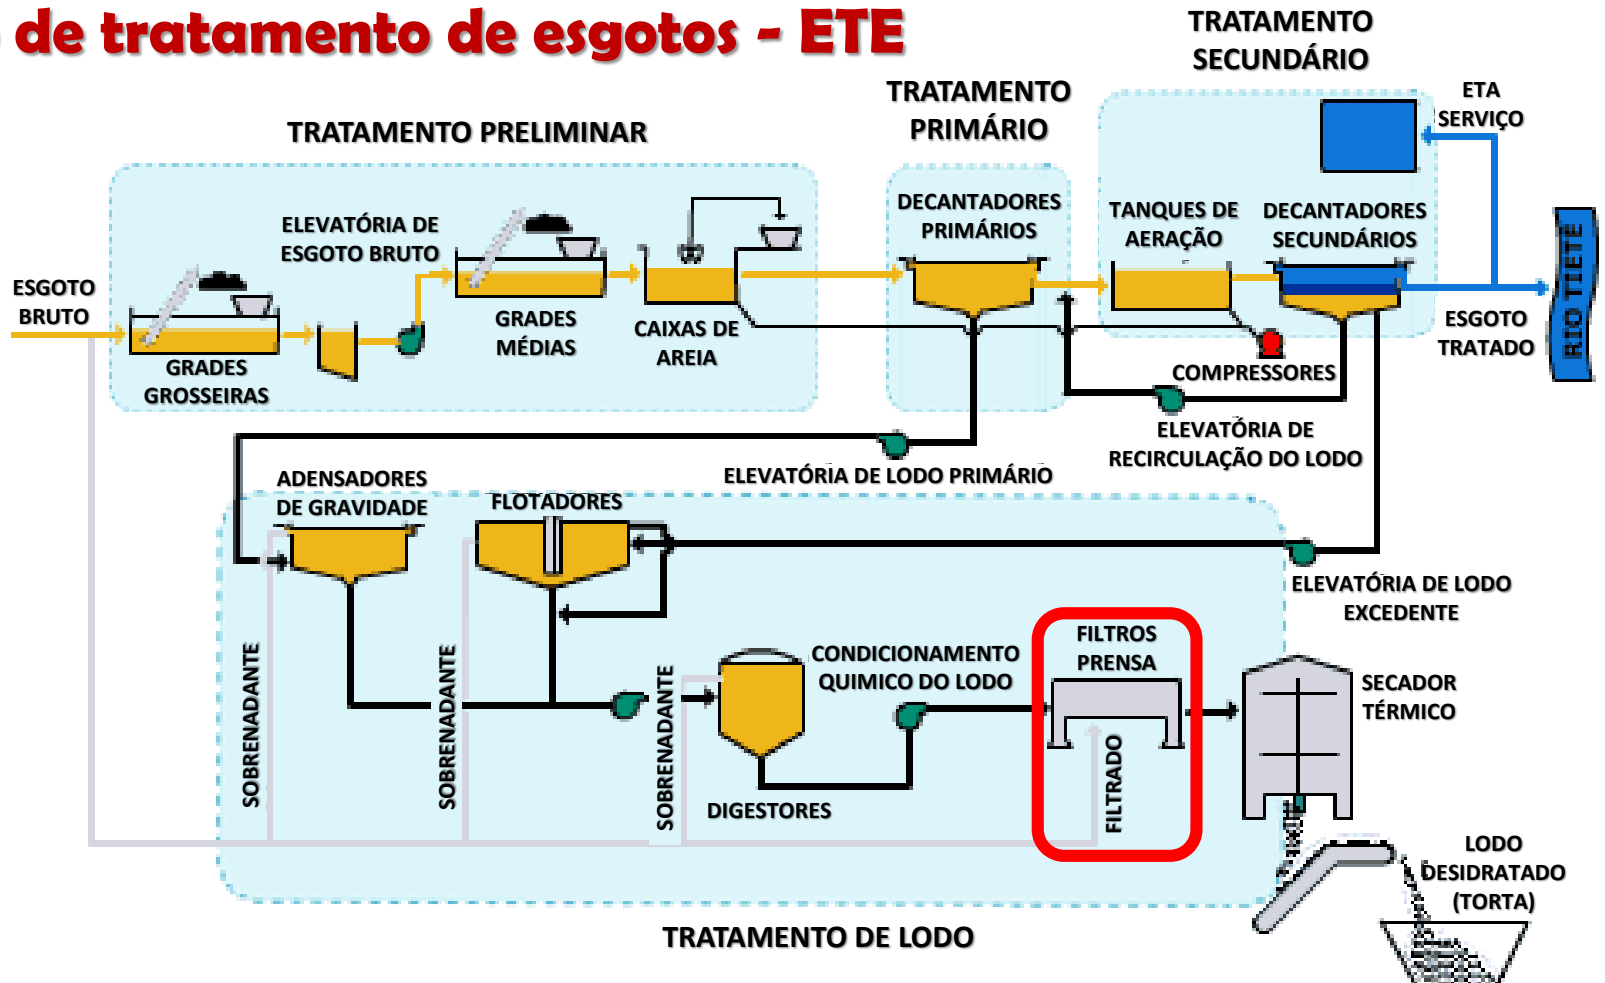 de tratamento de esgotos - ETE
TRATAMENTO
SECUNDÁRIO
TRATAMENTO
PRIMÁRIO
TRATAMENTO PRELIMINAR
ETA
SERVIÇO
ELEVATÓRIA DE
ESGOTO BRUTO
DECANTADORES
PRIMÁRIOS
TANQUES DE
AERAÇÃO
DECANTADORES
SECUNDÁRIOS
ESGOTO
BRUTO
GRADES
GROSSEIRAS
GRADES
MÉDIAS
CAIXAS DE
AREIA
COMPRESSORES
ESGOTO
TRATADO
RIO TIETÊ
ELEVATÓRIA DE
RECIRCULAÇÃO DO LODO
ELEVATÓRIA DE LODO PRIMÁRIO
ADENSADORES
DE GRAVIDADE
FLOTADORES
ELEVATÓRIA DE LODO
EXCEDENTE
SOBRENADANTE
SOBRENADANTE
SOBRENADANTE
CONDICIONAMENTO
QUIMICO DO LODO
FILTROS
PRENSA
FILTRADO
SECADOR
TÉRMICO
DIGESTORES
LODO
DESIDRATADO
(TORTA)
TRATAMENTO DE LODO